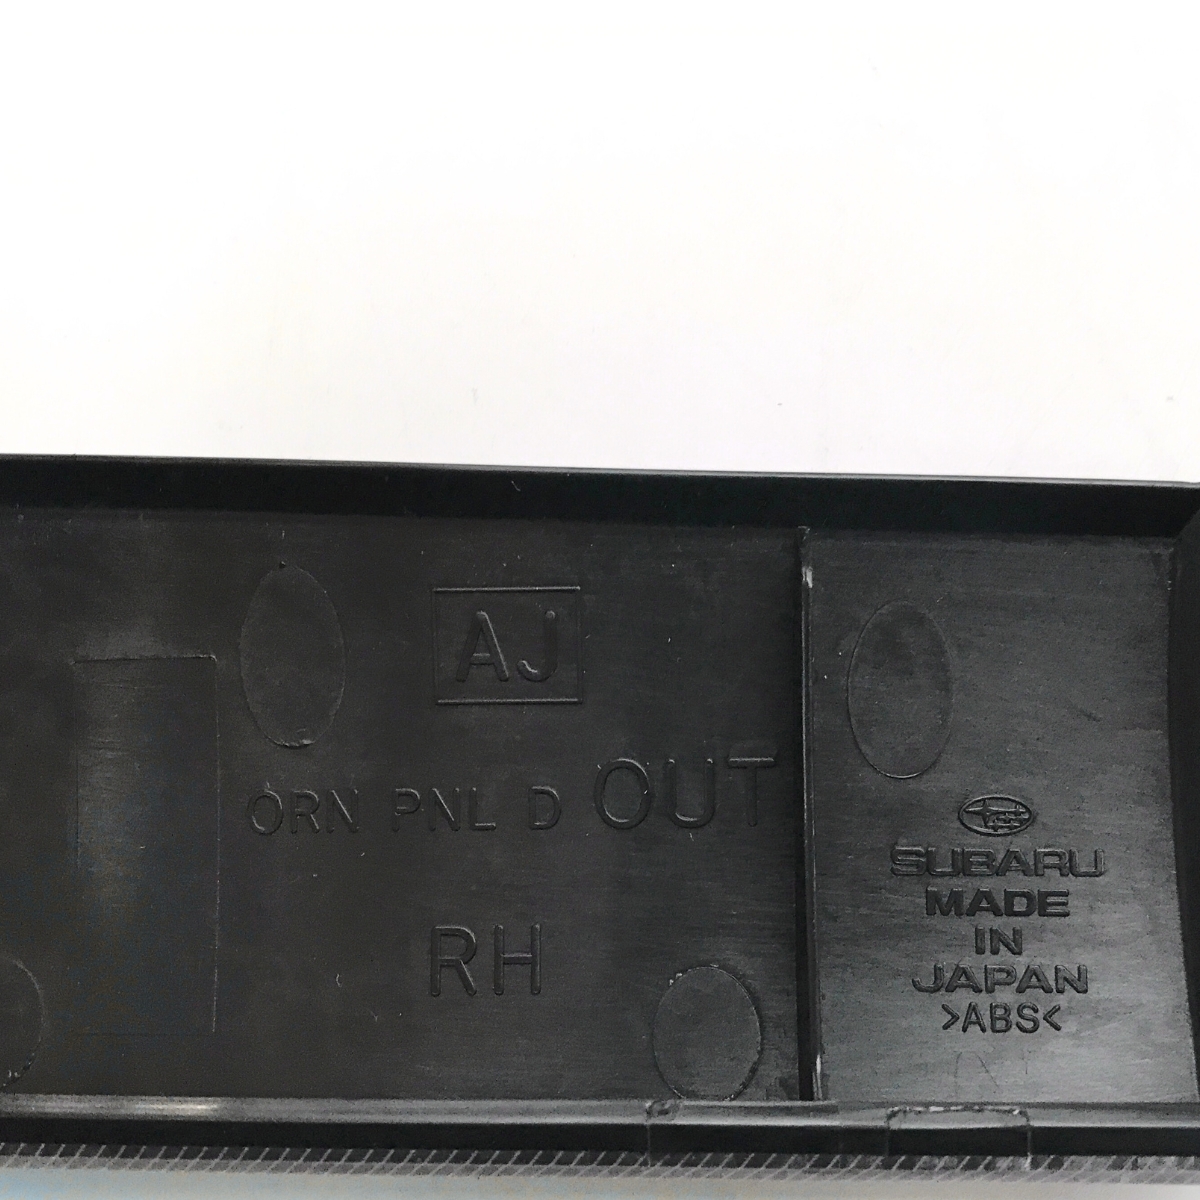 AJ
ORN PNL D OUT
RH
SUBARU
MADE
IN
JAPAN
>ABS<